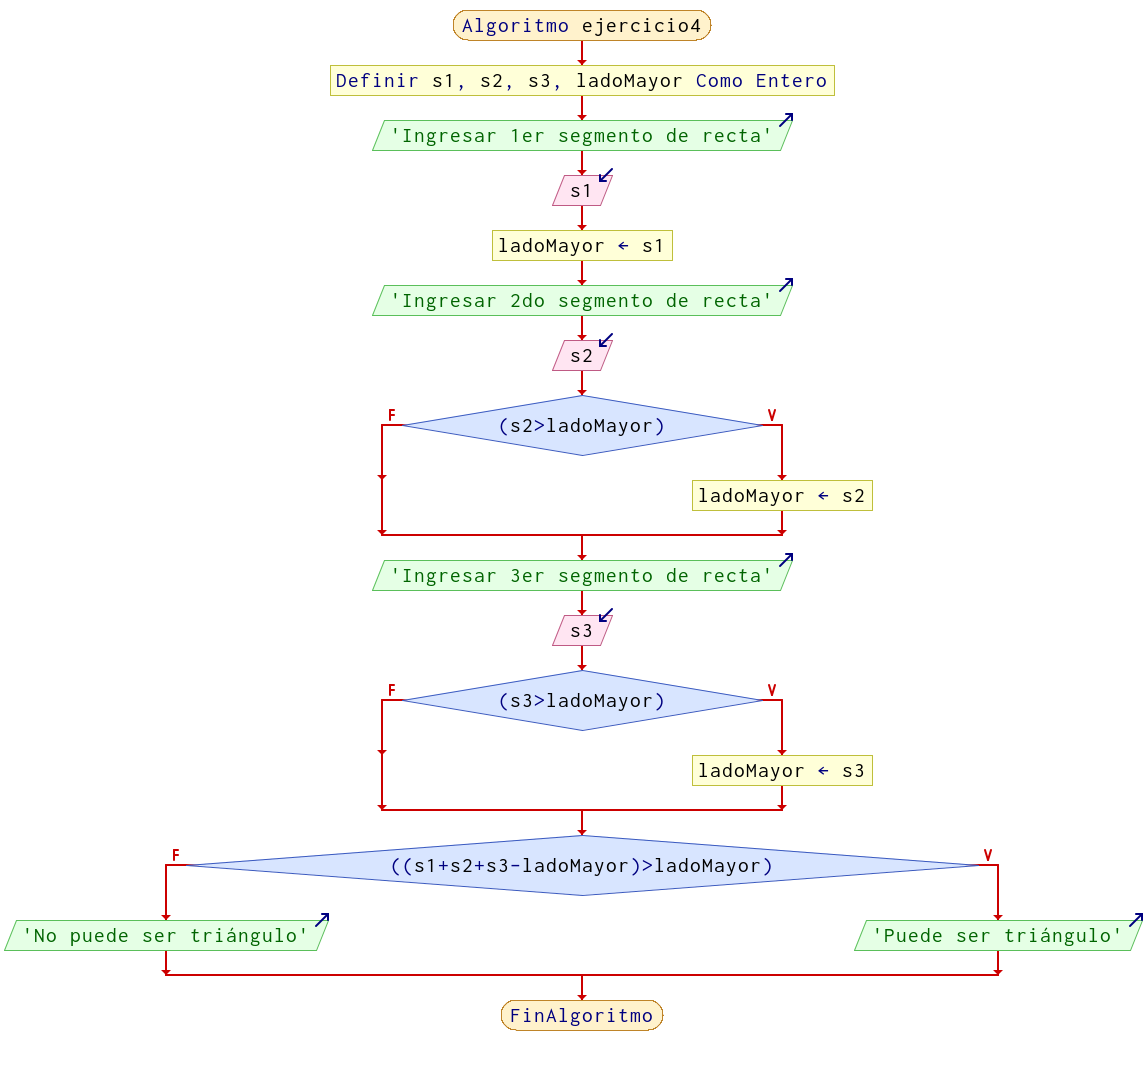 Algoritmo ejercicio4
Definir s1, s2, s3, ladoMayor Como Entero
'Ingresar 1er segmento de recta'
s1
ladoMayor ← s1
'Ingresar 2do segmento de recta'
s2
F
V
(s2>ladoMayor)
ladoMayor ← s2
'Ingresar 3er segmento de recta'
s3
F
V
(s3>ladoMayor)
ladoMayor ← s3
F
V
((s1+s2+s3-ladoMayor)>ladoMayor)
'No puede ser triángulo'
'Puede ser triángulo'
FinAlgoritmo